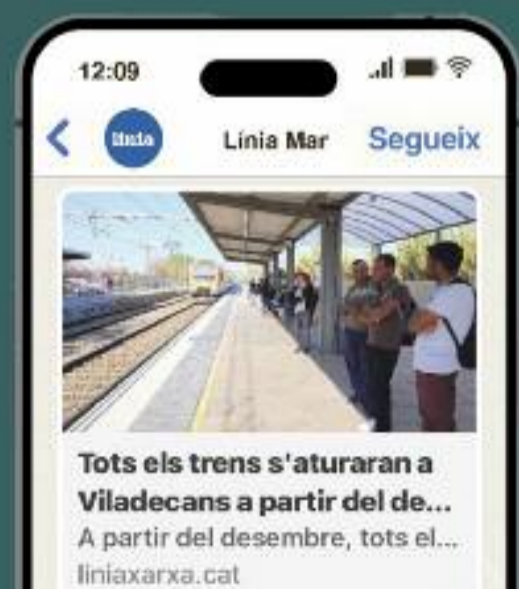 12:09
línia
Línia Mar
Segueix
Tots els trens s'aturaran a
Viladecans a partir del de...
A partir del desembre, tots el...
liniaxarxa.cat